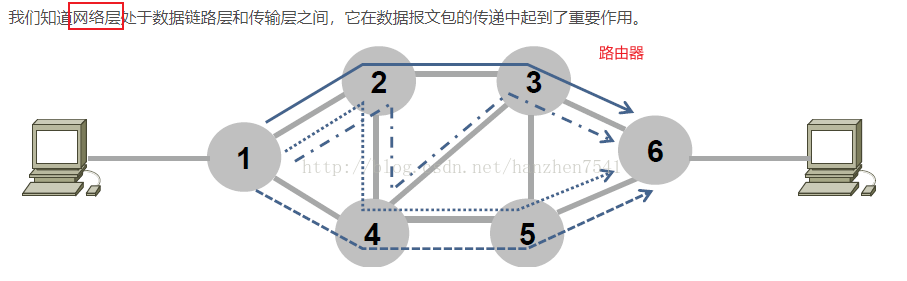 我们知道网络层处于数据链路层和传输层之间，它在数据报文包的传递中起到了重要作用。
路由器
2
3
1
http://blog.csdn.net/hanzhen7541
6
4
5